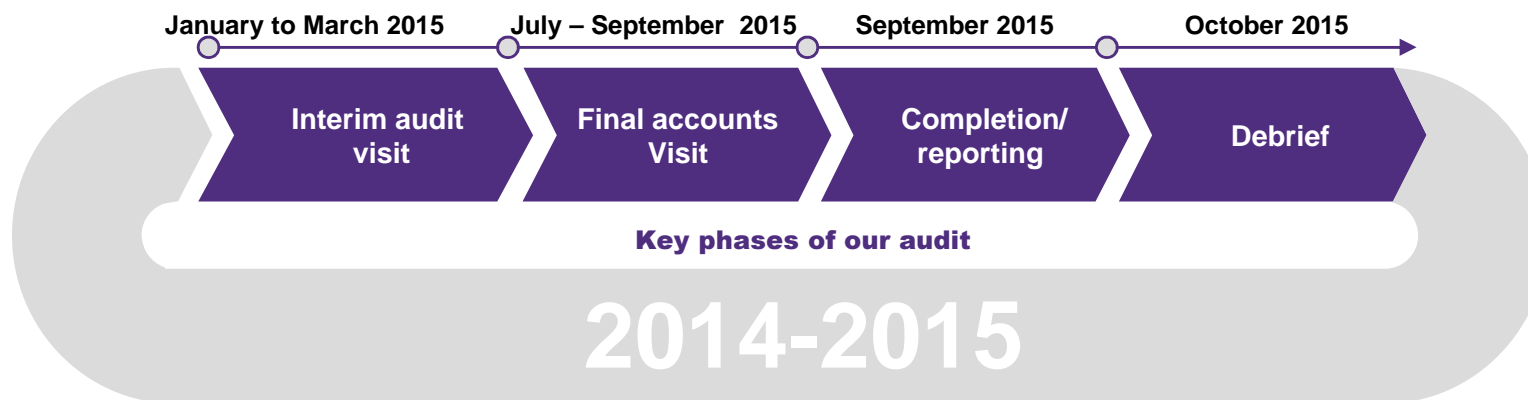 January to March 2015
July – September 2015
September 2015
October 2015
Interim audit
visit
Final accounts
Visit
Completion/
reporting
Debrief
Key phases of our audit
2014-2015